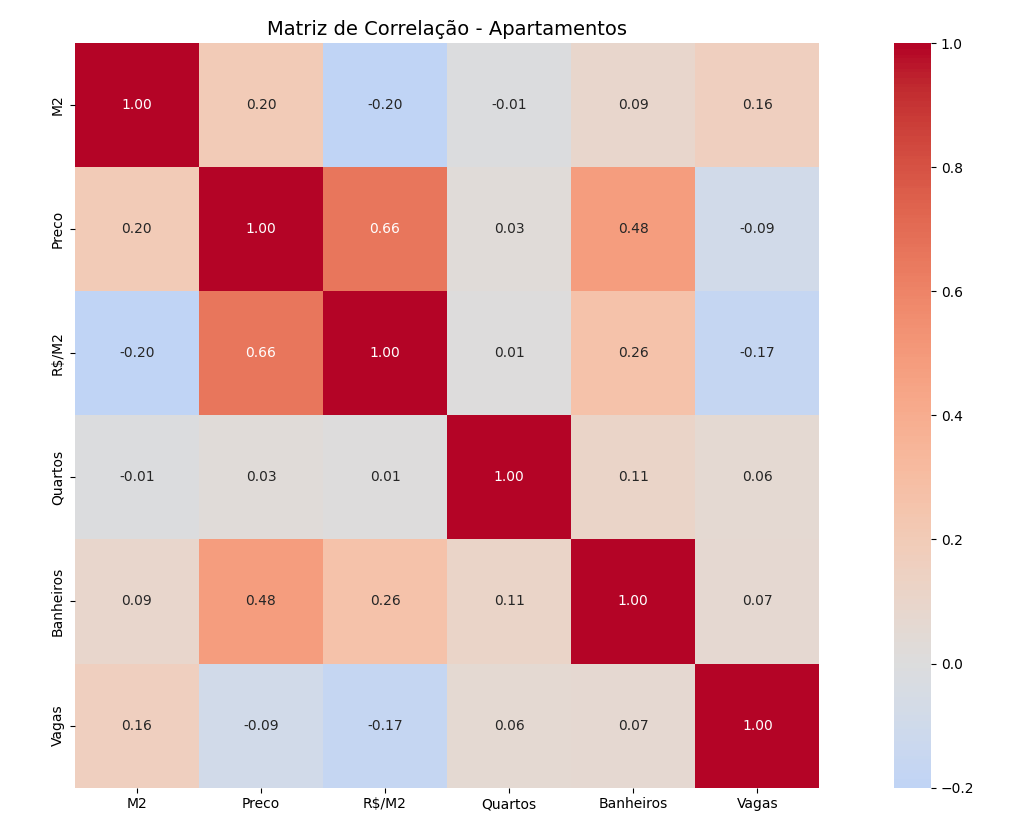 Matriz de Correlação - Apartamentos
M2 1.00 0.20 -0.20 -0.01 0.09 0.16
Preco 0.20 1.00 0.66 0.03 0.48 -0.09
R$/M2 -0.20 0.66 1.00 0.01 0.26 -0.17
Quartos -0.01 0.03 0.01 1.00 0.11 0.06
Banheiros 0.09 0.48 0.26 0.11 1.00 0.07
Vagas 0.16 -0.09 -0.17 0.06 0.07 1.00
M2 Preco R$/M2 Quartos Banheiros Vagas
1.0
0.8
0.6
0.4
0.2
0.0
−0.2